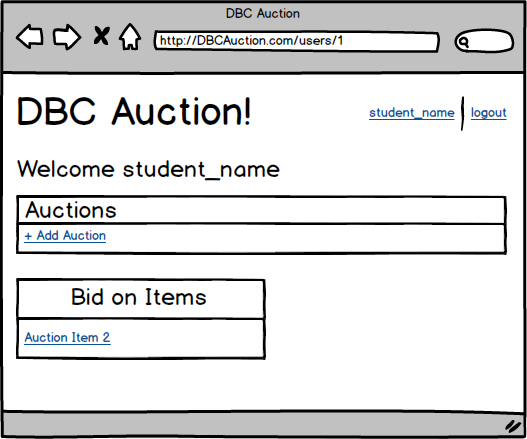 DBC Auction
http://DBCAuction.com/users/1
DBC Auction!
student_name | logout
Welcome student_name
Auctions
+ Add Auction
Bid on Items
Auction Item 2